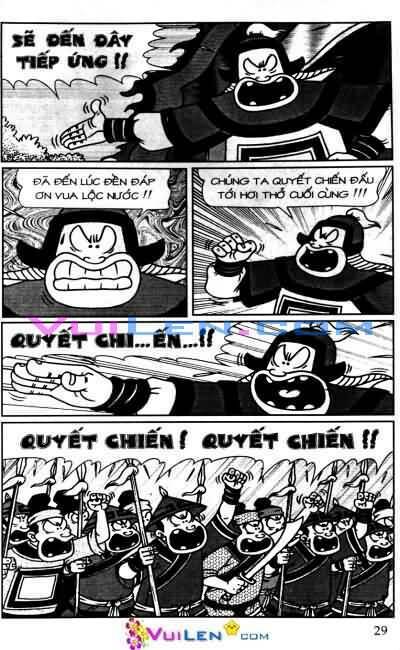 SẼ ĐẾN ĐÂY
TIẾP ỨNG !!
ĐÃ ĐẾN LÚC ĐỀN ĐÁP
ƠN VUA LỘC NƯỚC !!
CHÚNG TA QUYẾT CHIẾN ĐẤU
TỚI HƠI THỞ CUỐI CÙNG !!!
VUILEN.COM
QUYẾT CHI...ẾN...!!
QUYẾT CHIẾN ! QUYẾT CHIẾN !!
29
VUILEN.COM